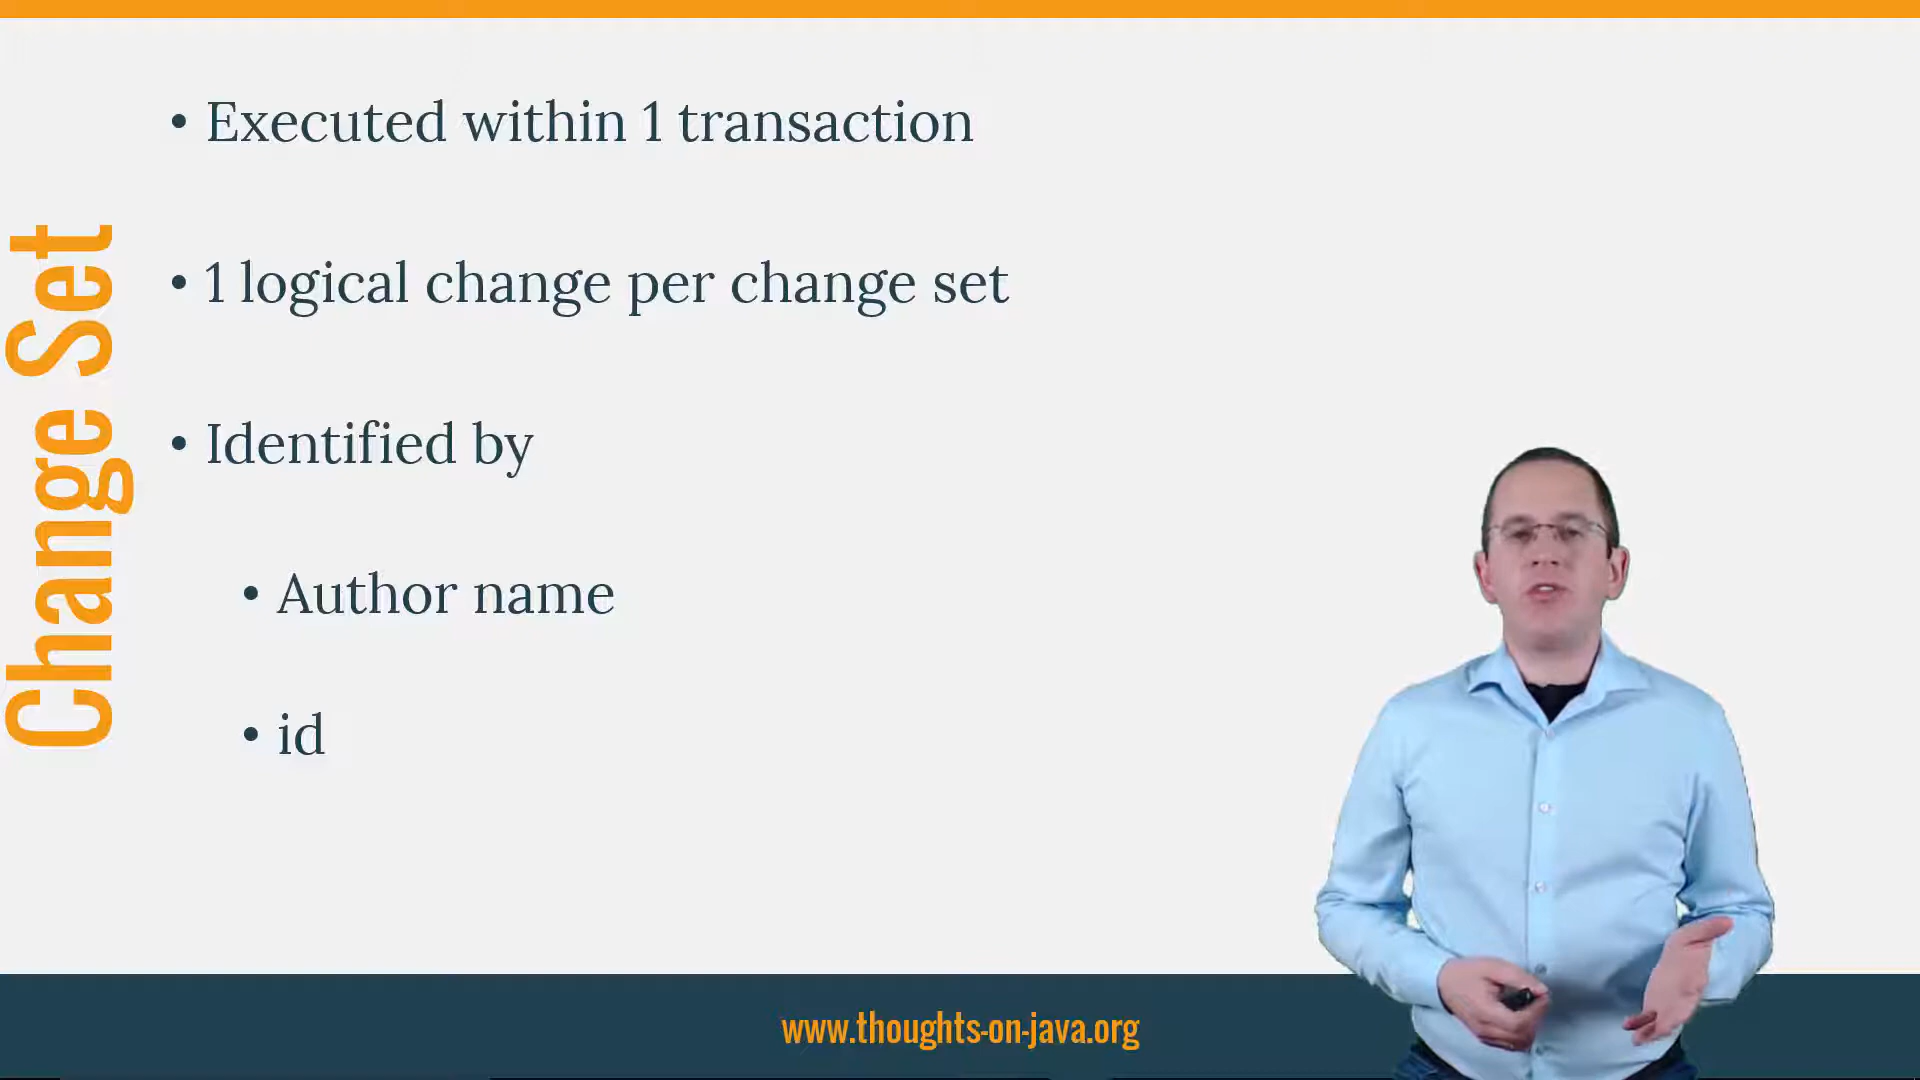 Change Set
• Executed within 1 transaction
• 1 logical change per change set
• Identified by
• Author name
• id
www.thoughts-on-java.org